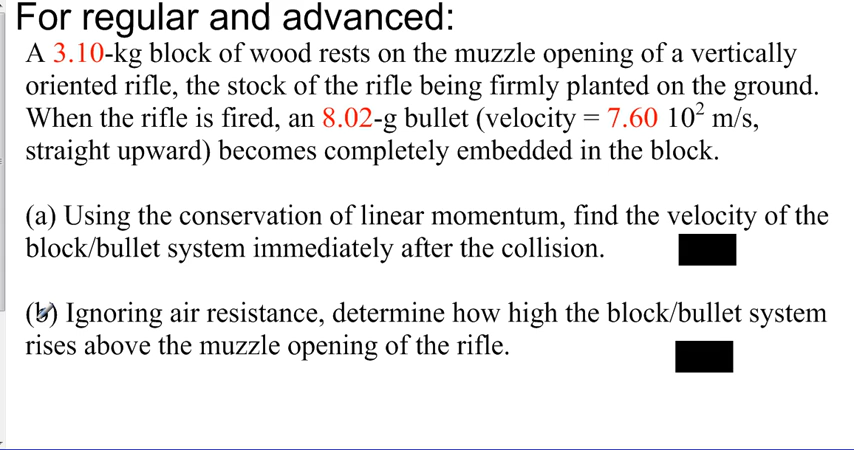 For regular and advanced:
A 3.10-kg block of wood rests on the muzzle opening of a vertically
oriented rifle, the stock of the rifle being firmly planted on the ground.
When the rifle is fired, an 8.02-g bullet (velocity = 7.60 10² m/s,
straight upward) becomes completely embedded in the block.
(a) Using the conservation of linear momentum, find the velocity of the
block/bullet system immediately after the collision.
(b) Ignoring air resistance, determine how high the block/bullet system
rises above the muzzle opening of the rifle.